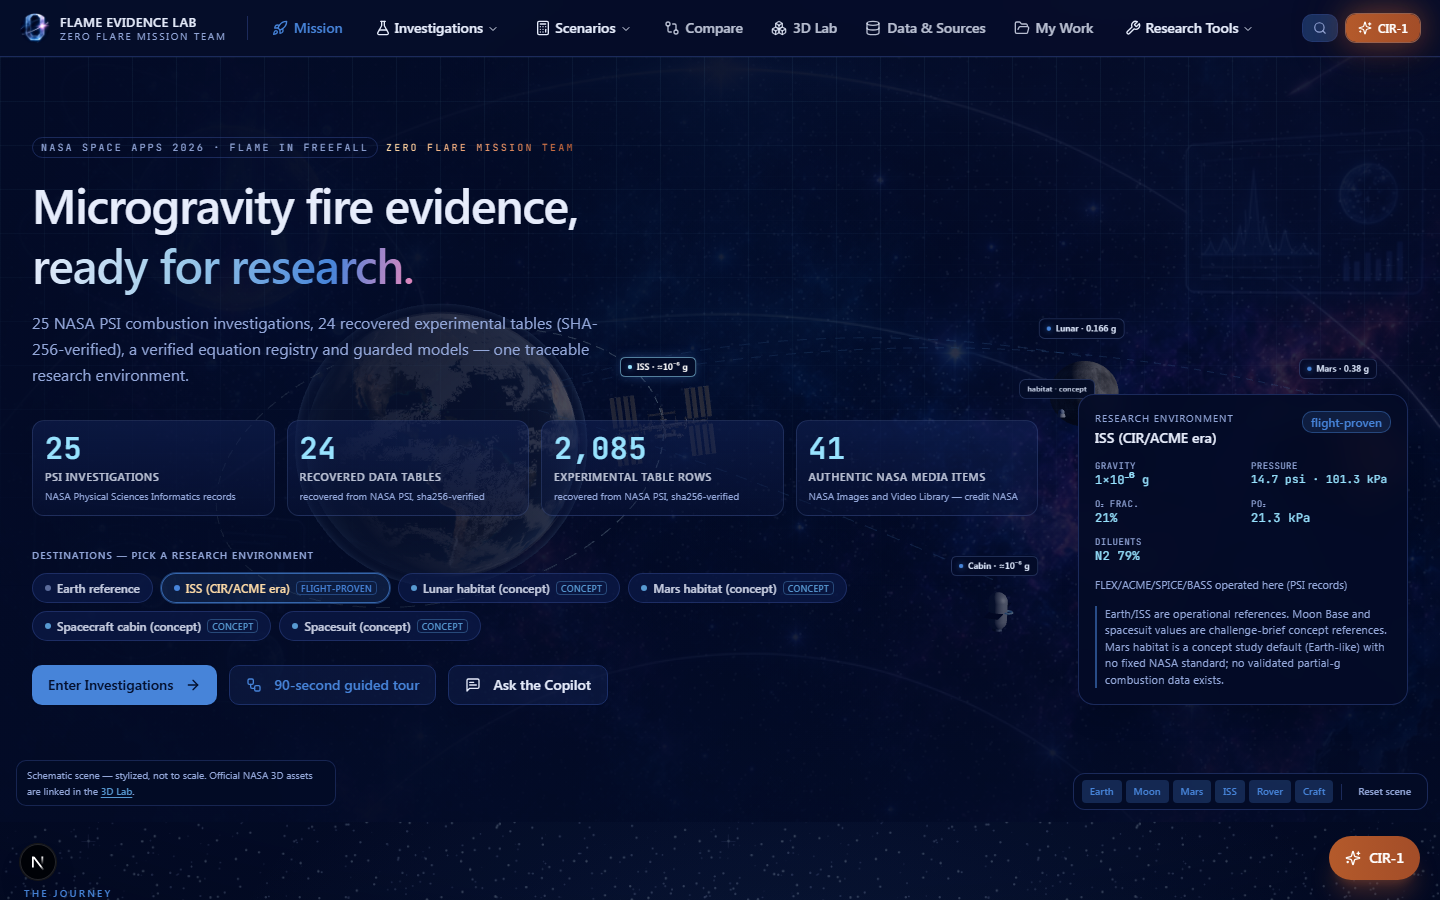 FLAME EVIDENCE LAB
ZERO FLARE MISSION TEAM
Mission
Investigations
Scenarios
Compare
3D Lab
Data & Sources
My Work
Research Tools
CIR-1
NASA SPACE APPS 2026 · FLAME IN FREEFALL
ZERO FLARE MISSION TEAM
Microgravity fire evidence,
ready for research.
25 NASA PSI combustion investigations, 24 recovered experimental tables (SHA-
256-verified), a verified equation registry and guarded models — one traceable
research environment.
Lunar · 0.166 g
ISS · ≈10⁻⁶ g
Mars · 0.38 g
habitat · concept
25
PSI INVESTIGATIONS
NASA Physical Sciences Informatics records
24
RECOVERED DATA TABLES
recovered from NASA PSI, sha256-verified
2,085
EXPERIMENTAL TABLE ROWS
recovered from NASA PSI, sha256-verified
41
AUTHENTIC NASA MEDIA ITEMS
NASA Images and Video Library — credit NASA
RESEARCH ENVIRONMENT
ISS (CIR/ACME era)
flight-proven
GRAVITY
1×10⁻⁶ g
PRESSURE
14.7 psi · 101.3 kPa
O₂ FRAC.
21%
PO₂
21.3 kPa
DILUENTS
N2 79%
FLEX/ACME/SPICE/BASS operated here (PSI records)
Earth/ISS are operational references. Moon Base and
spacesuit values are challenge-brief concept references.
Mars habitat is a concept study default (Earth-like) with
no fixed NASA standard; no validated partial-g
combustion data exists.
DESTINATIONS — PICK A RESEARCH ENVIRONMENT
Earth reference
ISS (CIR/ACME era) FLIGHT-PROVEN
Lunar habitat (concept) CONCEPT
Mars habitat (concept) CONCEPT
Spacecraft cabin (concept) CONCEPT
Spacesuit (concept) CONCEPT
Cabin · ≈10⁻⁶ g
Enter Investigations
90-second guided tour
Ask the Copilot
Schematic scene — stylized, not to scale. Official NASA 3D assets
are linked in the 3D Lab.
Earth
Moon
Mars
ISS
Rover
Craft
Reset scene
N
CIR-1
THE JOURNEY